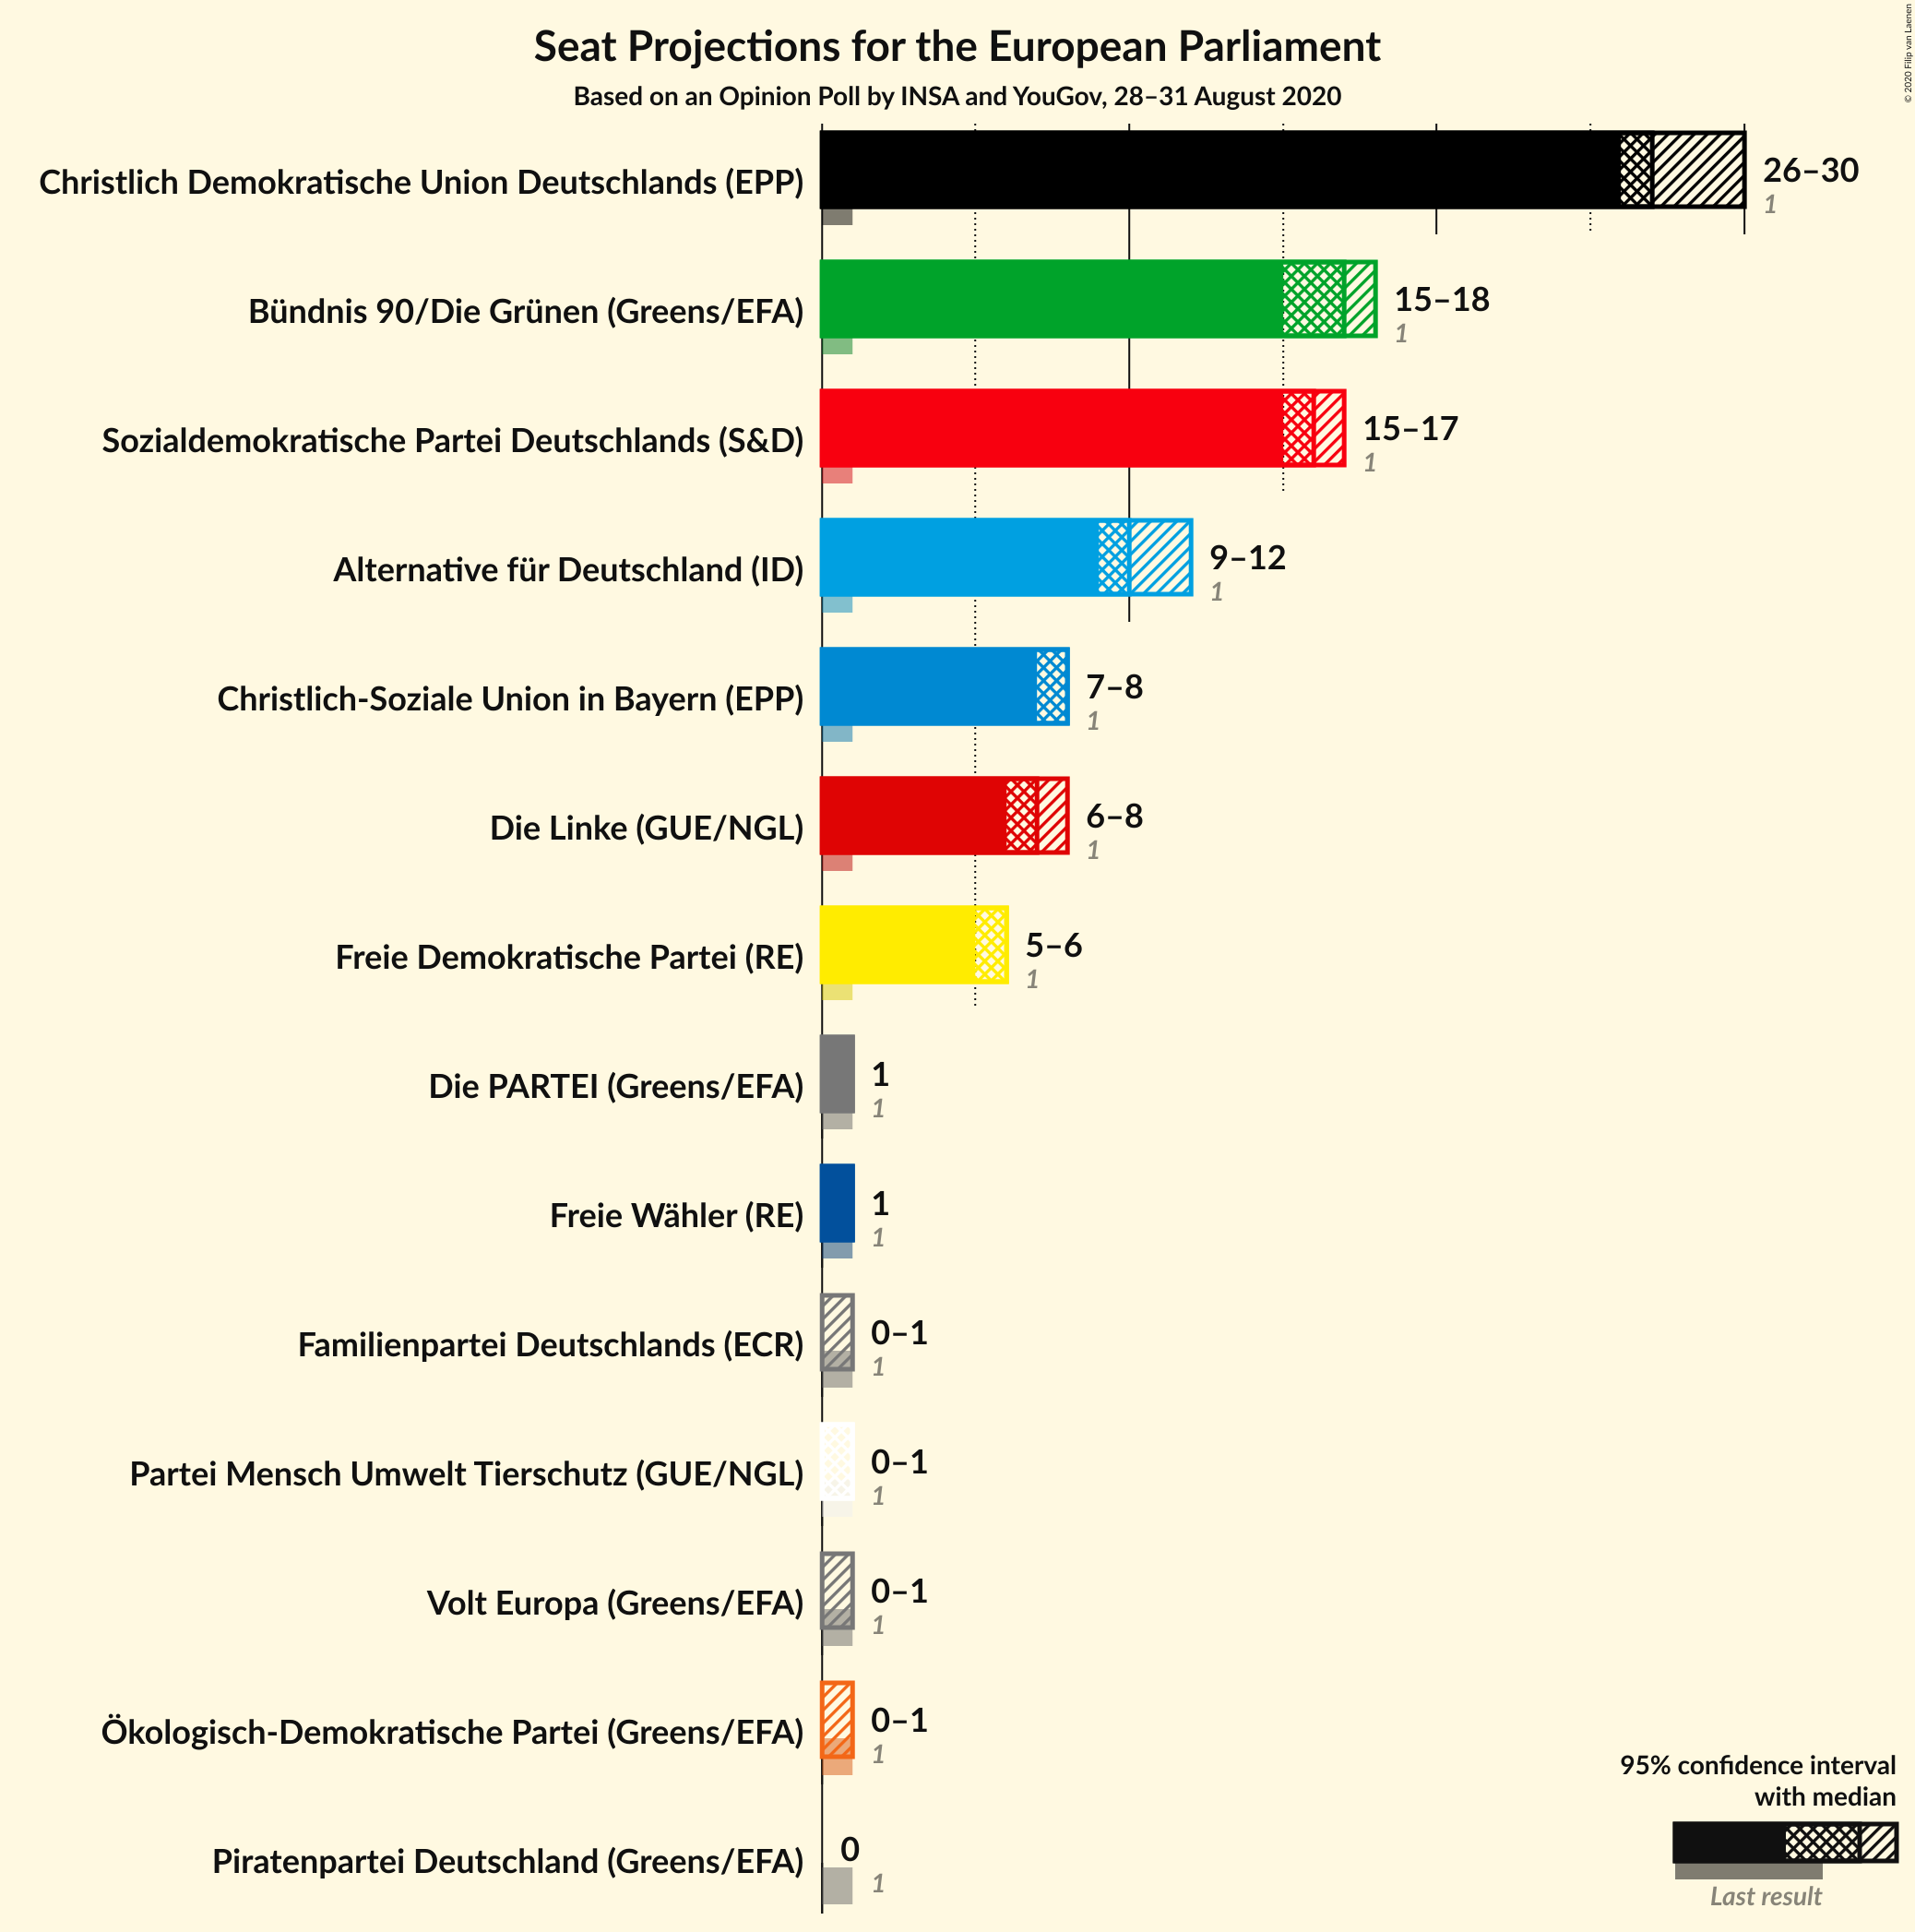 Seat Projections for the European Parliament
Based on an Opinion Poll by INSA and YouGov, 28–31 August 2020
© 2020 Filip van Laenen
Christlich Demokratische Union Deutschlands (EPP)
26–30
1
Bündnis 90/Die Grünen (Greens/EFA)
15–18
1
Sozialdemokratische Partei Deutschlands (S&D)
15–17
1
Alternative für Deutschland (ID)
9–12
1
Christlich-Soziale Union in Bayern (EPP)
7–8
1
Die Linke (GUE/NGL)
6–8
1
Freie Demokratische Partei (RE)
5–6
1
Die PARTEI (Greens/EFA)
1
1
Freie Wähler (RE)
1
1
Familienpartei Deutschlands (ECR)
0–1
1
Partei Mensch Umwelt Tierschutz (GUE/NGL)
0–1
1
Volt Europa (Greens/EFA)
0–1
1
Ökologisch-Demokratische Partei (Greens/EFA)
0–1
1
Piratenpartei Deutschland (Greens/EFA)
0
1
95% confidence interval
with median
Last result